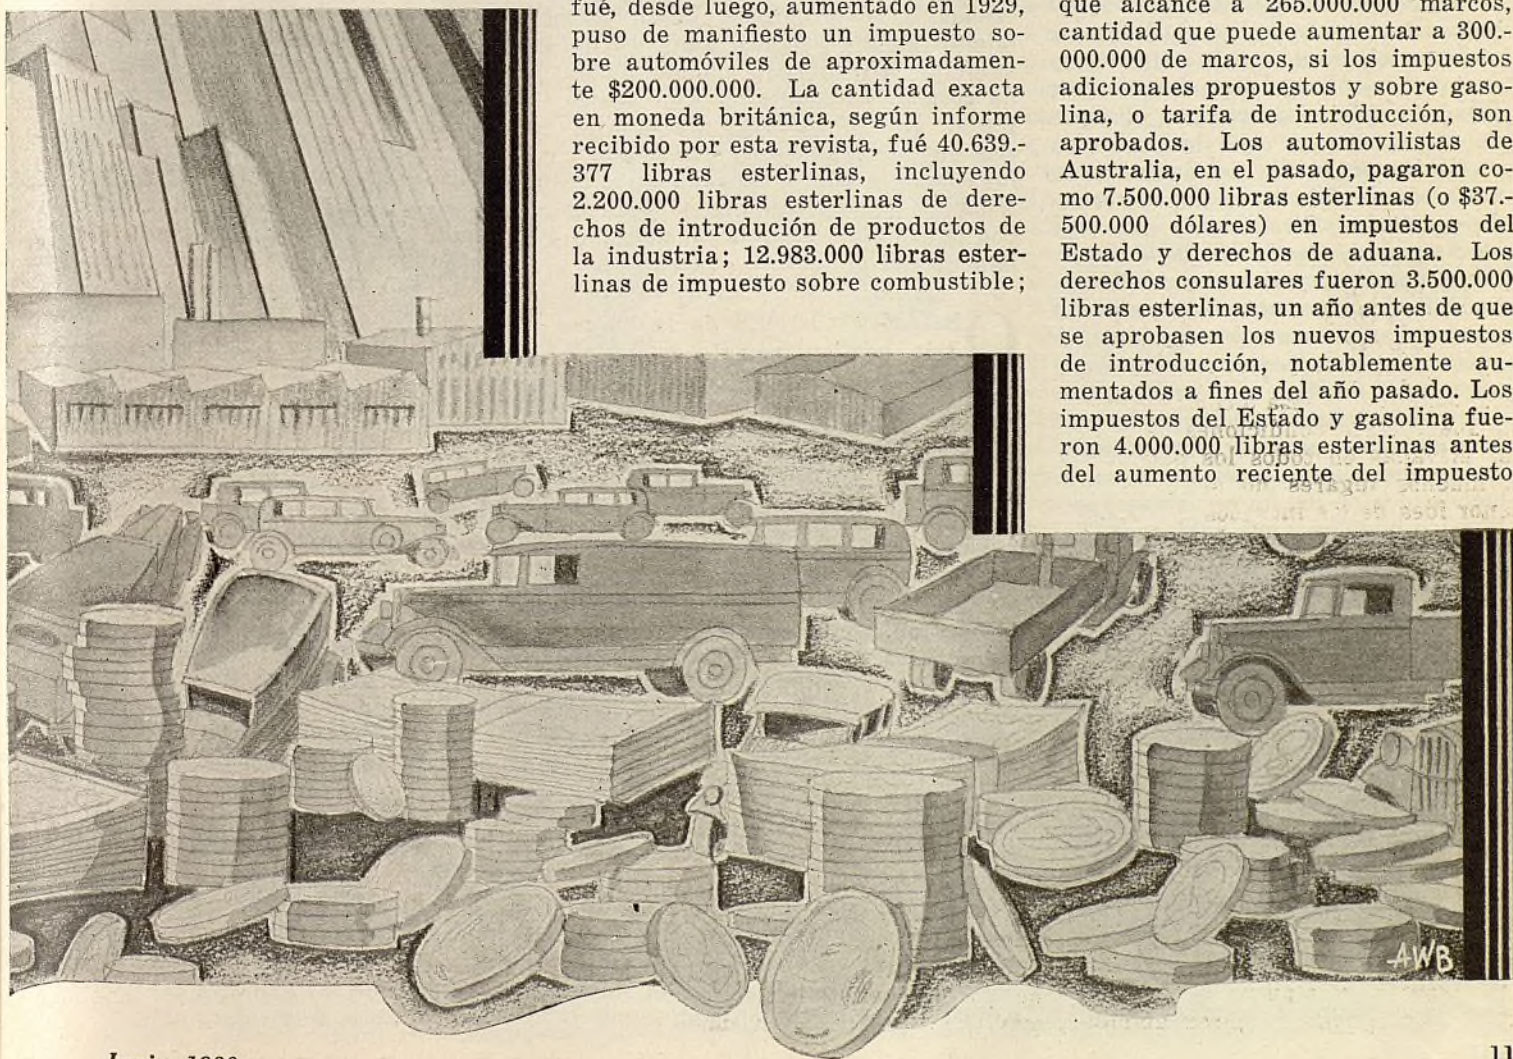 fué, desde luego, aumentado en 1929,
puso de manifiesto un impuesto so-
bre automóviles de aproximadamen-
te $200.000.000. La cantidad exacta
en moneda británica, según informe
recibido por esta revista, fué 40.639.-
377 libras esterlinas, incluyendo
2.200.000 libras esterlinas de dere-
chos de introdución de productos de
la industria; 12.983.000 libras ester-
linas de impuesto sobre combustible;
que alcance a 265.000.000 marcos,
cantidad que puede aumentar a 300.-
000.000 de marcos, si los impuestos
adicionales propuestos y sobre gaso-
lina, o tarifa de introducción, son
aprobados. Los automovilistas de
Australia, en el pasado, pagaron co-
mo 7.500.000 libras esterlinas (o $37.-
500.000 dólares) en impuestos del
Estado y derechos de aduana. Los
derechos consulares fueron 3.500.000
libras esterlinas, un año antes de que
se aprobasen los nuevos impuestos
de introducción, notablemente au-
mentados a fines del año pasado. Los
impuestos del Estado y gasolina fue-
ron 4.000.000 libras esterlinas antes
del aumento reciente del impuesto
AWB
11